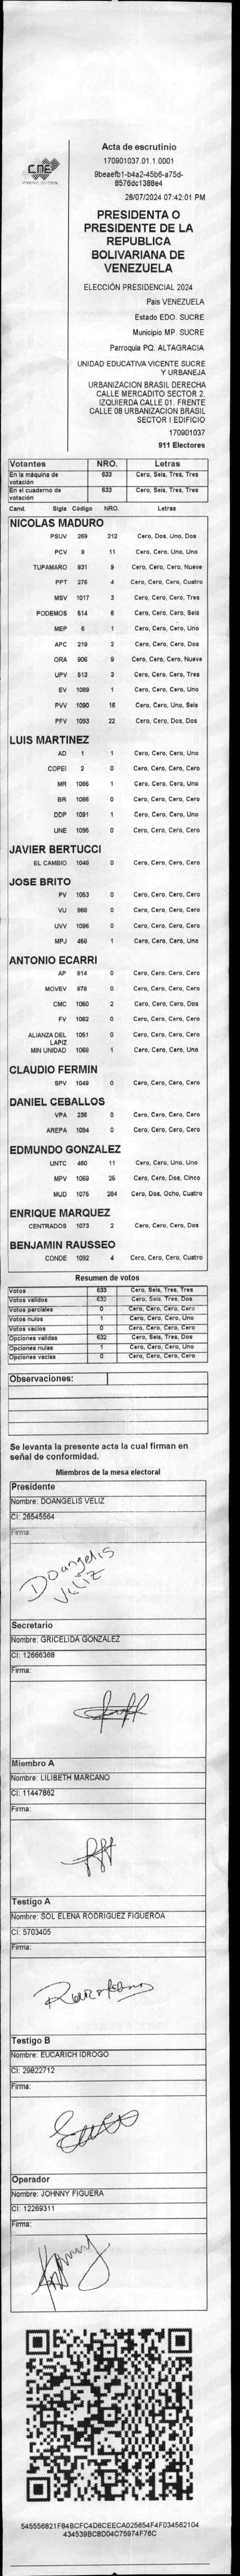 CNE
Acta de escrutinio
170901037.01.1.0001
9beaefb1-b4a2-45b6-a75d-
8576dc1388e4
28/07/2024 07:42:01 PM
PRESIDENTA O
PRESIDENTE DE LA
REPUBLICA
BOLIVARIANA DE
VENEZUELA
ELECCIÓN PRESIDENCIAL 2024
País VENEZUELA
Estado EDO. SUCRE
Municipio MP. SUCRE
Parroquia PQ. ALTAGRACIA
UNIDAD EDUCATIVA VICENTE SUCRE
Y URBANEJA
URBANIZACION BRASIL DERECHA
CALLE MERCADITO SECTOR 2.
IZQUIERDA CALLE 01. FRENTE
CALLE 08 URBANIZACION BRASIL
SECTOR I EDIFICIO
170901037
911 Electores
Votantes NRO. Letras
En la máquina de votación 633 Cero, Seis, Tres, Tres
En el cuaderno de votación 633 Cero, Seis, Tres, Tres
Cand. Sigla Código NRO. Letras
NICOLAS MADURO
PSUV 269 212 Cero, Dos, Uno, Dos
PCV 9 11 Cero, Cero, Uno, Uno
TUPAMARO 931 9 Cero, Cero, Cero, Nueve
PPT 276 4 Cero, Cero, Cero, Cuatro
MSV 1017 3 Cero, Cero, Cero, Tres
PODEMOS 514 6 Cero, Cero, Cero, Seis
MEP 6 1 Cero, Cero, Cero, Uno
APC 219 2 Cero, Cero, Cero, Dos
ORA 906 9 Cero, Cero, Cero, Nueve
UPV 513 3 Cero, Cero, Cero, Tres
EV 1089 1 Cero, Cero, Cero, Uno
PVV 1090 16 Cero, Cero, Uno, Seis
PFV 1093 22 Cero, Cero, Dos, Dos
LUIS MARTINEZ
AD 1 1 Cero, Cero, Cero, Uno
COPEI 2 0 Cero, Cero, Cero, Cero
MR 1065 1 Cero, Cero, Cero, Uno
BR 1066 0 Cero, Cero, Cero, Cero
DDP 1091 1 Cero, Cero, Cero, Uno
UNE 1095 0 Cero, Cero, Cero, Cero
JAVIER BERTUCCI
EL CAMBIO 1048 0 Cero, Cero, Cero, Cero
JOSE BRITO
PV 1053 0 Cero, Cero, Cero, Cero
VU 868 0 Cero, Cero, Cero, Cero
UVV 1096 0 Cero, Cero, Cero, Cero
MPJ 458 1 Cero, Cero, Cero, Uno
ANTONIO ECARRI
AP 814 0 Cero, Cero, Cero, Cero
MOVEV 878 0 Cero, Cero, Cero, Cero
CMC 1050 2 Cero, Cero, Cero, Dos
FV 1052 0 Cero, Cero, Cero, Cero
ALIANZA DEL LAPIZ 1051 0 Cero, Cero, Cero, Cero
MIN UNIDAD 1068 1 Cero, Cero, Cero, Uno
CLAUDIO FERMIN
SPV 1049 0 Cero, Cero, Cero, Cero
DANIEL CEBALLOS
VPA 236 0 Cero, Cero, Cero, Cero
AREPA 1094 0 Cero, Cero, Cero, Cero
EDMUNDO GONZALEZ
UNTC 460 11 Cero, Cero, Uno, Uno
MPV 1069 25 Cero, Cero, Dos, Cinco
MUD 1075 284 Cero, Dos, Ocho, Cuatro
ENRIQUE MARQUEZ
CENTRADOS 1073 2 Cero, Cero, Cero, Dos
BENJAMIN RAUSSEO
CONDE 1092 4 Cero, Cero, Cero, Cuatro
Resumen de votos
Votos 633 Cero, Seis, Tres, Tres
Votos validos 632 Cero, Seis, Tres, Dos
Votos parciales 0 Cero, Cero, Cero, Cero
Votos nulos 1 Cero, Cero, Cero, Uno
Votos vacíos 0 Cero, Cero, Cero, Cero
Opciones validas 632 Cero, Seis, Tres, Dos
Opciones nulas 1 Cero, Cero, Cero, Uno
Opciones vacías 0 Cero, Cero, Cero, Cero
Observaciones:
Se levanta la presente acta la cual firman en
señal de conformidad.
Miembros de la mesa electoral
Presidente
Nombre: DOANGELIS VELIZ
CI: 26545564
Firma:
Doangelis
Veliz
Secretario
Nombre: GRICELIDA GONZALEZ
CI: 12666368
Firma:
Miembro A
Nombre: LILIBETH MARCANO
CI: 11447862
Firma:
Testigo A
Nombre: SOL ELENA RODRIGUEZ FIGUEROA
CI: 5703405
Firma:
Testigo B
Nombre: EUCARICH IDROGO
CI: 29822712
Firma:
Operador
Nombre: JOHNNY FIGUERA
CI: 12269311
Firma:
545556821F84BCFC4D6CEECA025654F4F034562104
434539BC8D04C75974F76C